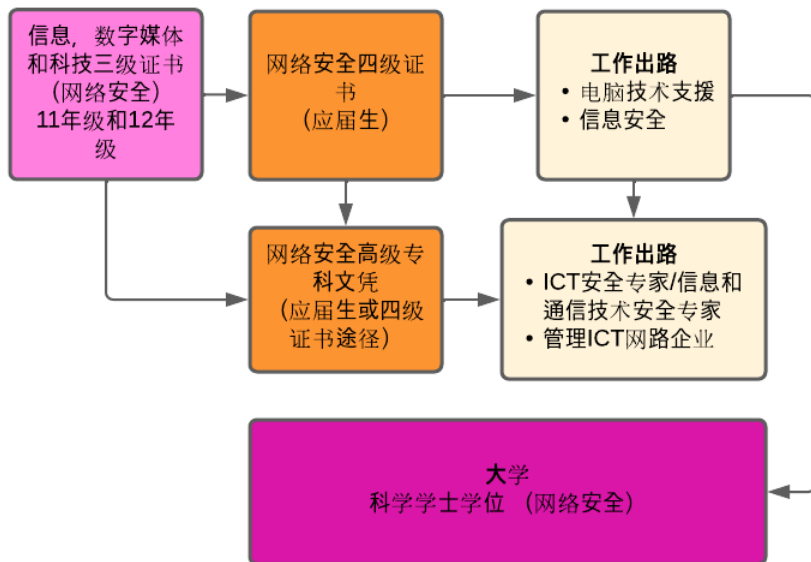 信息，数字媒体
和科技三级证书
（网络安全）
11年级和12年
级
网络安全四级证
书
（应届生）
工作出路
• 电脑技术支援
• 信息安全
网络安全高级专
科文凭
（应届生或四级
证书途径）
工作出路
• ICT安全专家/信息和
通信技术安全专家
• 管理ICT网路企业
大学
科学学士学位 （网络安全）